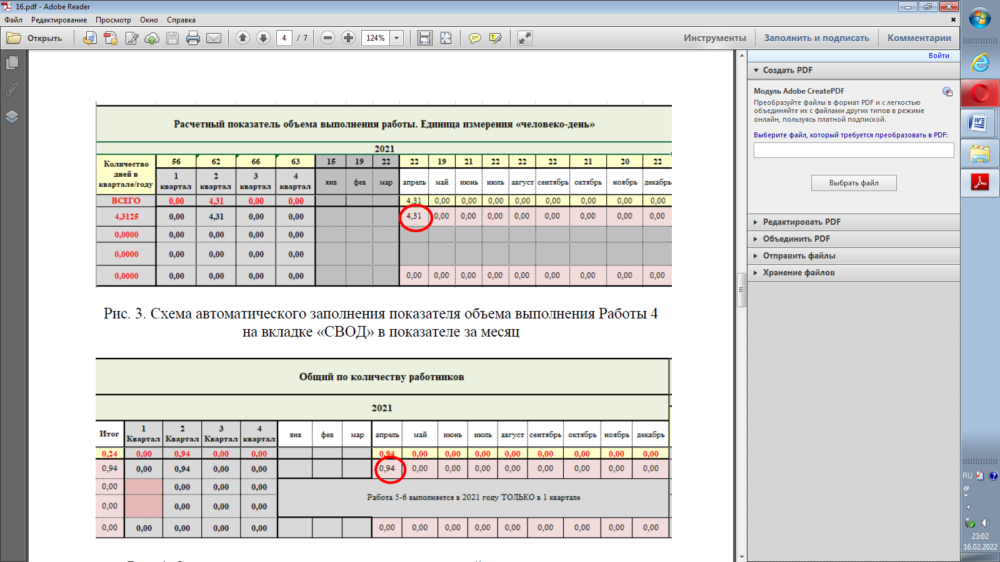 16.pdf - Adobe Reader
Файл Редактирование Просмотр Окно Справка
Открыть 4 / 7 124% Инструменты Заполнить и подписать Комментарии
Войти
Создать PDF
Модуль Adobe CreatePDF
Преобразуйте файлы в формат PDF и с легкостью
объединяйте их с файлами других типов в режиме
онлайн, пользуясь платной подпиской.
Выберите файл, который требуется преобразовать в PDF:
Выбрать файл
Редактировать PDF
Объединить PDF
Отправить файлы
Хранение файлов
Расчетный показатель объема выполнения работы. Единица измерения «человеко-день»
2021
Количество дней в квартале/году 56 62 66 63 15 19 22 22 19 21 22 22 22 21 20 22
1 квартал 2 квартал 3 квартал 4 квартал янв фев мар апрель май июнь июль август сентябрь октябрь ноябрь декабрь
ВСЕГО 0,00 4,31 0,00 0,00 4,31 0,00 0,00 0,00 0,00 0,00 0,00 0,00 0,00
4,3125 0,00 4,31 0,00 0,00 4,31 0,00 0,00 0,00 0,00 0,00 0,00 0,00 0,00
0,0000 0,00 0,00 0,00 0,00
0,0000 0,00 0,00 0,00 0,00
0,0000 0,00 0,00 0,00 0,00 0,00 0,00 0,00 0,00 0,00 0,00 0,00 0,00 0,00
Рис. 3. Схема автоматического заполнения показателя объема выполнения Работы 4
на вкладке «СВОД» в показателе за месяц
Общий по количеству работников
2021
Итог 1 Квартал 2 Квартал 3 Квартал 4 квартал янв фев мар апрель май июнь июль август сентябрь октябрь ноябрь декабрь
0,24 0,00 0,94 0,00 0,00 0,94 0,00 0,00 0,00 0,00 0,00 0,00 0,00 0,00
0,94 0,00 0,94 0,00 0,00 0,94 0,00 0,00 0,00 0,00 0,00 0,00 0,00 0,00
0,00 0,00 0,00 0,00
Работа 5-6 выполняется в 2021 году ТОЛЬКО в 1 квартале
0,00 0,00 0,00 0,00
0,00 0,00 0,00 0,00 0,00 0,00 0,00 0,00 0,00 0,00 0,00 0,00 0,00 0,00
RU
23:02
16.02.2022